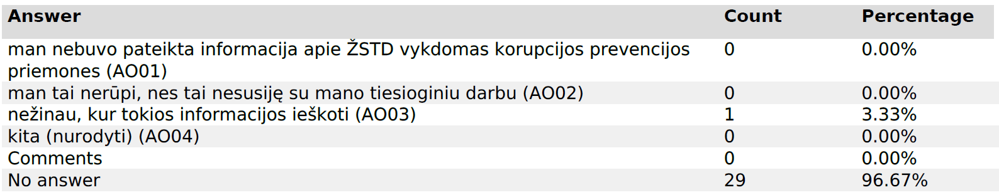 Answer Count Percentage
man nebuvo pateikta informacija apie ŽSTD vykdomas korupcijos prevencijos 0 0.00%
priemones (AO01)
man tai nerūpi, nes tai nesusiję su mano tiesioginiu darbu (AO02) 0 0.00%
nežinau, kur tokios informacijos ieškoti (AO03) 1 3.33%
kita (nurodyti) (AO04) 0 0.00%
Comments 0 0.00%
No answer 29 96.67%